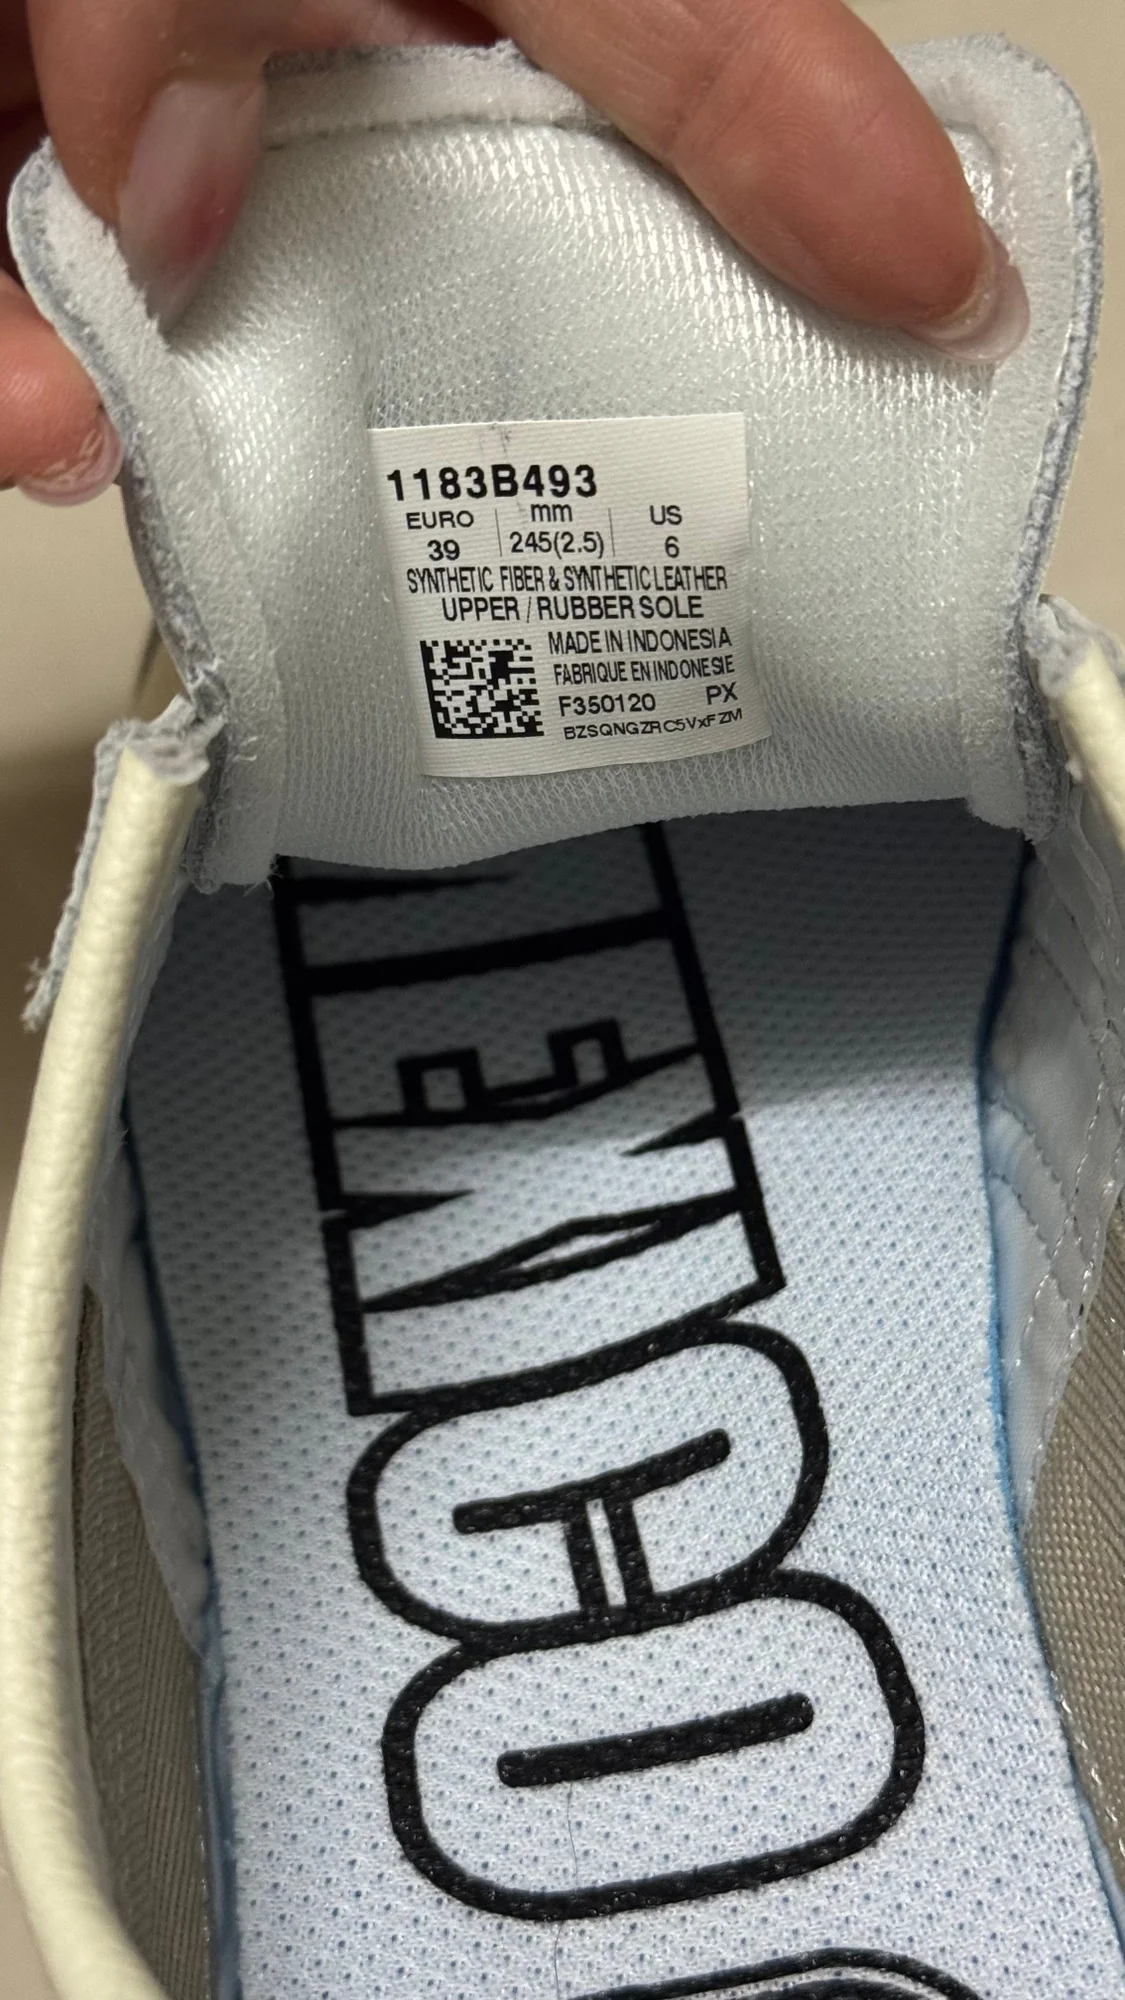 1183B493
EURO mm US
39 245(2.5) 6
SYNTHETIC FIBER & SYNTHETIC LEATHER
UPPER / RUBBER SOLE
MADE IN INDONESIA
FABRIQUE EN INDONESIE
F350120 PX
BZSQNGZRC5VxFZM